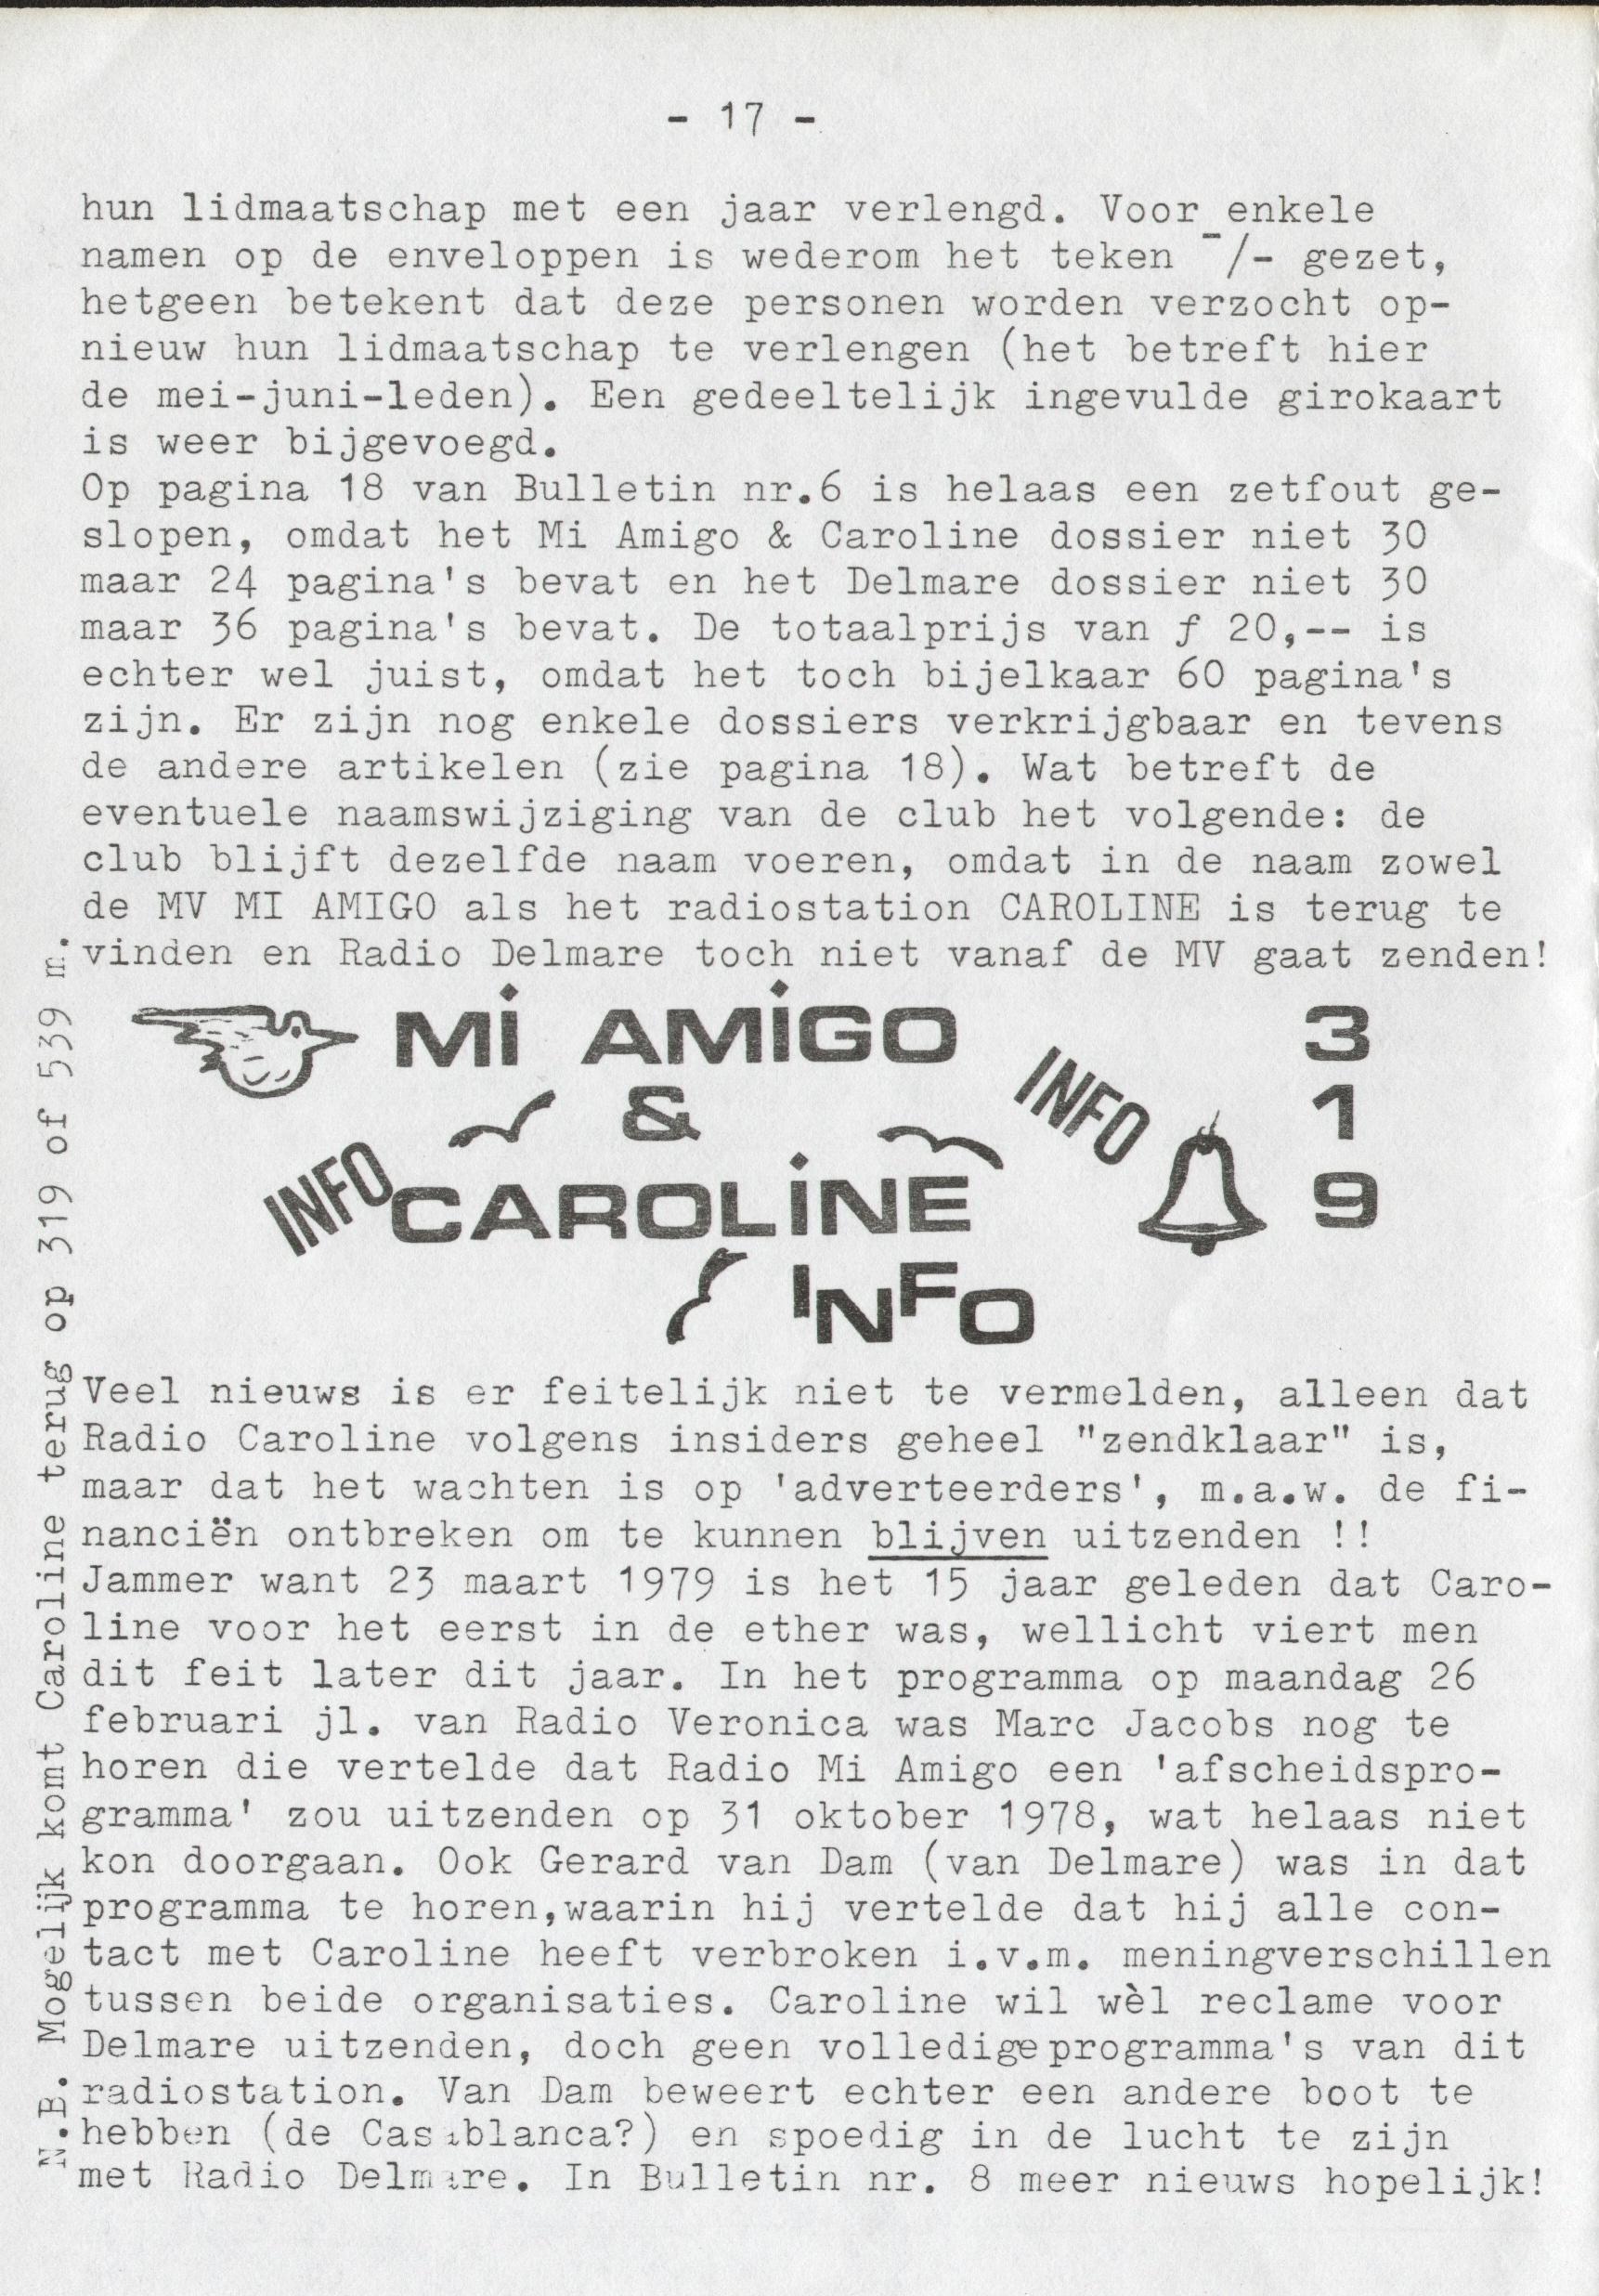 - 17 -
hun lidmaatschap met een jaar verlengd. Voor enkele
namen op de enveloppen is wederom het teken -/- gezet,
hetgeen betekent dat deze personen worden verzocht op-
nieuw hun lidmaatschap te verlengen (het betreft hier
de mei-juni-leden). Een gedeeltelijk ingevulde girokaart
is weer bijgevoegd.
Op pagina 18 van Bulletin nr.6 is helaas een zetfout ge-
slopen, omdat het Mi Amigo & Caroline dossier niet 30
maar 24 pagina's bevat en het Delmare dossier niet 30
maar 36 pagina's bevat. De totaalprijs van ƒ 20,-- is
echter wel juist, omdat het toch bijelkaar 60 pagina's
zijn. Er zijn nog enkele dossiers verkrijgbaar en tevens
de andere artikelen (zie pagina 18). Wat betreft de
eventuele naamswijziging van de club het volgende: de
club blijft dezelfde naam voeren, omdat in de naam zowel
de MV MI AMIGO als het radiostation CAROLINE is terug te
vinden en Radio Delmare toch niet vanaf de MV gaat zenden!
Mi AMiGO
&
CAROLiNE
INFO
INFO
INFO
3
1
9
Veel nieuws is er feitelijk niet te vermelden, alleen dat
Radio Caroline volgens insiders geheel "zendklaar" is,
maar dat het wachten is op 'adverteerders', m.a.w. de fi-
nanciën ontbreken om te kunnen blijven uitzenden !!
Jammer want 23 maart 1979 is het 15 jaar geleden dat Caro-
line voor het eerst in de ether was, wellicht viert men
dit feit later dit jaar. In het programma op maandag 26
februari jl. van Radio Veronica was Marc Jacobs nog te
horen die vertelde dat Radio Mi Amigo een 'afscheidspro-
gramma' zou uitzenden op 31 oktober 1978, wat helaas niet
kon doorgaan. Ook Gerard van Dam (van Delmare) was in dat
programma te horen,waarin hij vertelde dat hij alle con-
tact met Caroline heeft verbroken i.v.m. meningverschillen
tussen beide organisaties. Caroline wil wèl reclame voor
Delmare uitzenden, doch geen volledige programma's van dit
radiostation. Van Dam beweert echter een andere boot te
hebben (de Casablanca?) en spoedig in de lucht te zijn
met Radio Delmare. In Bulletin nr. 8 meer nieuws hopelijk!
N.B. Mogelijk komt Caroline terug op 319 of 539 m.